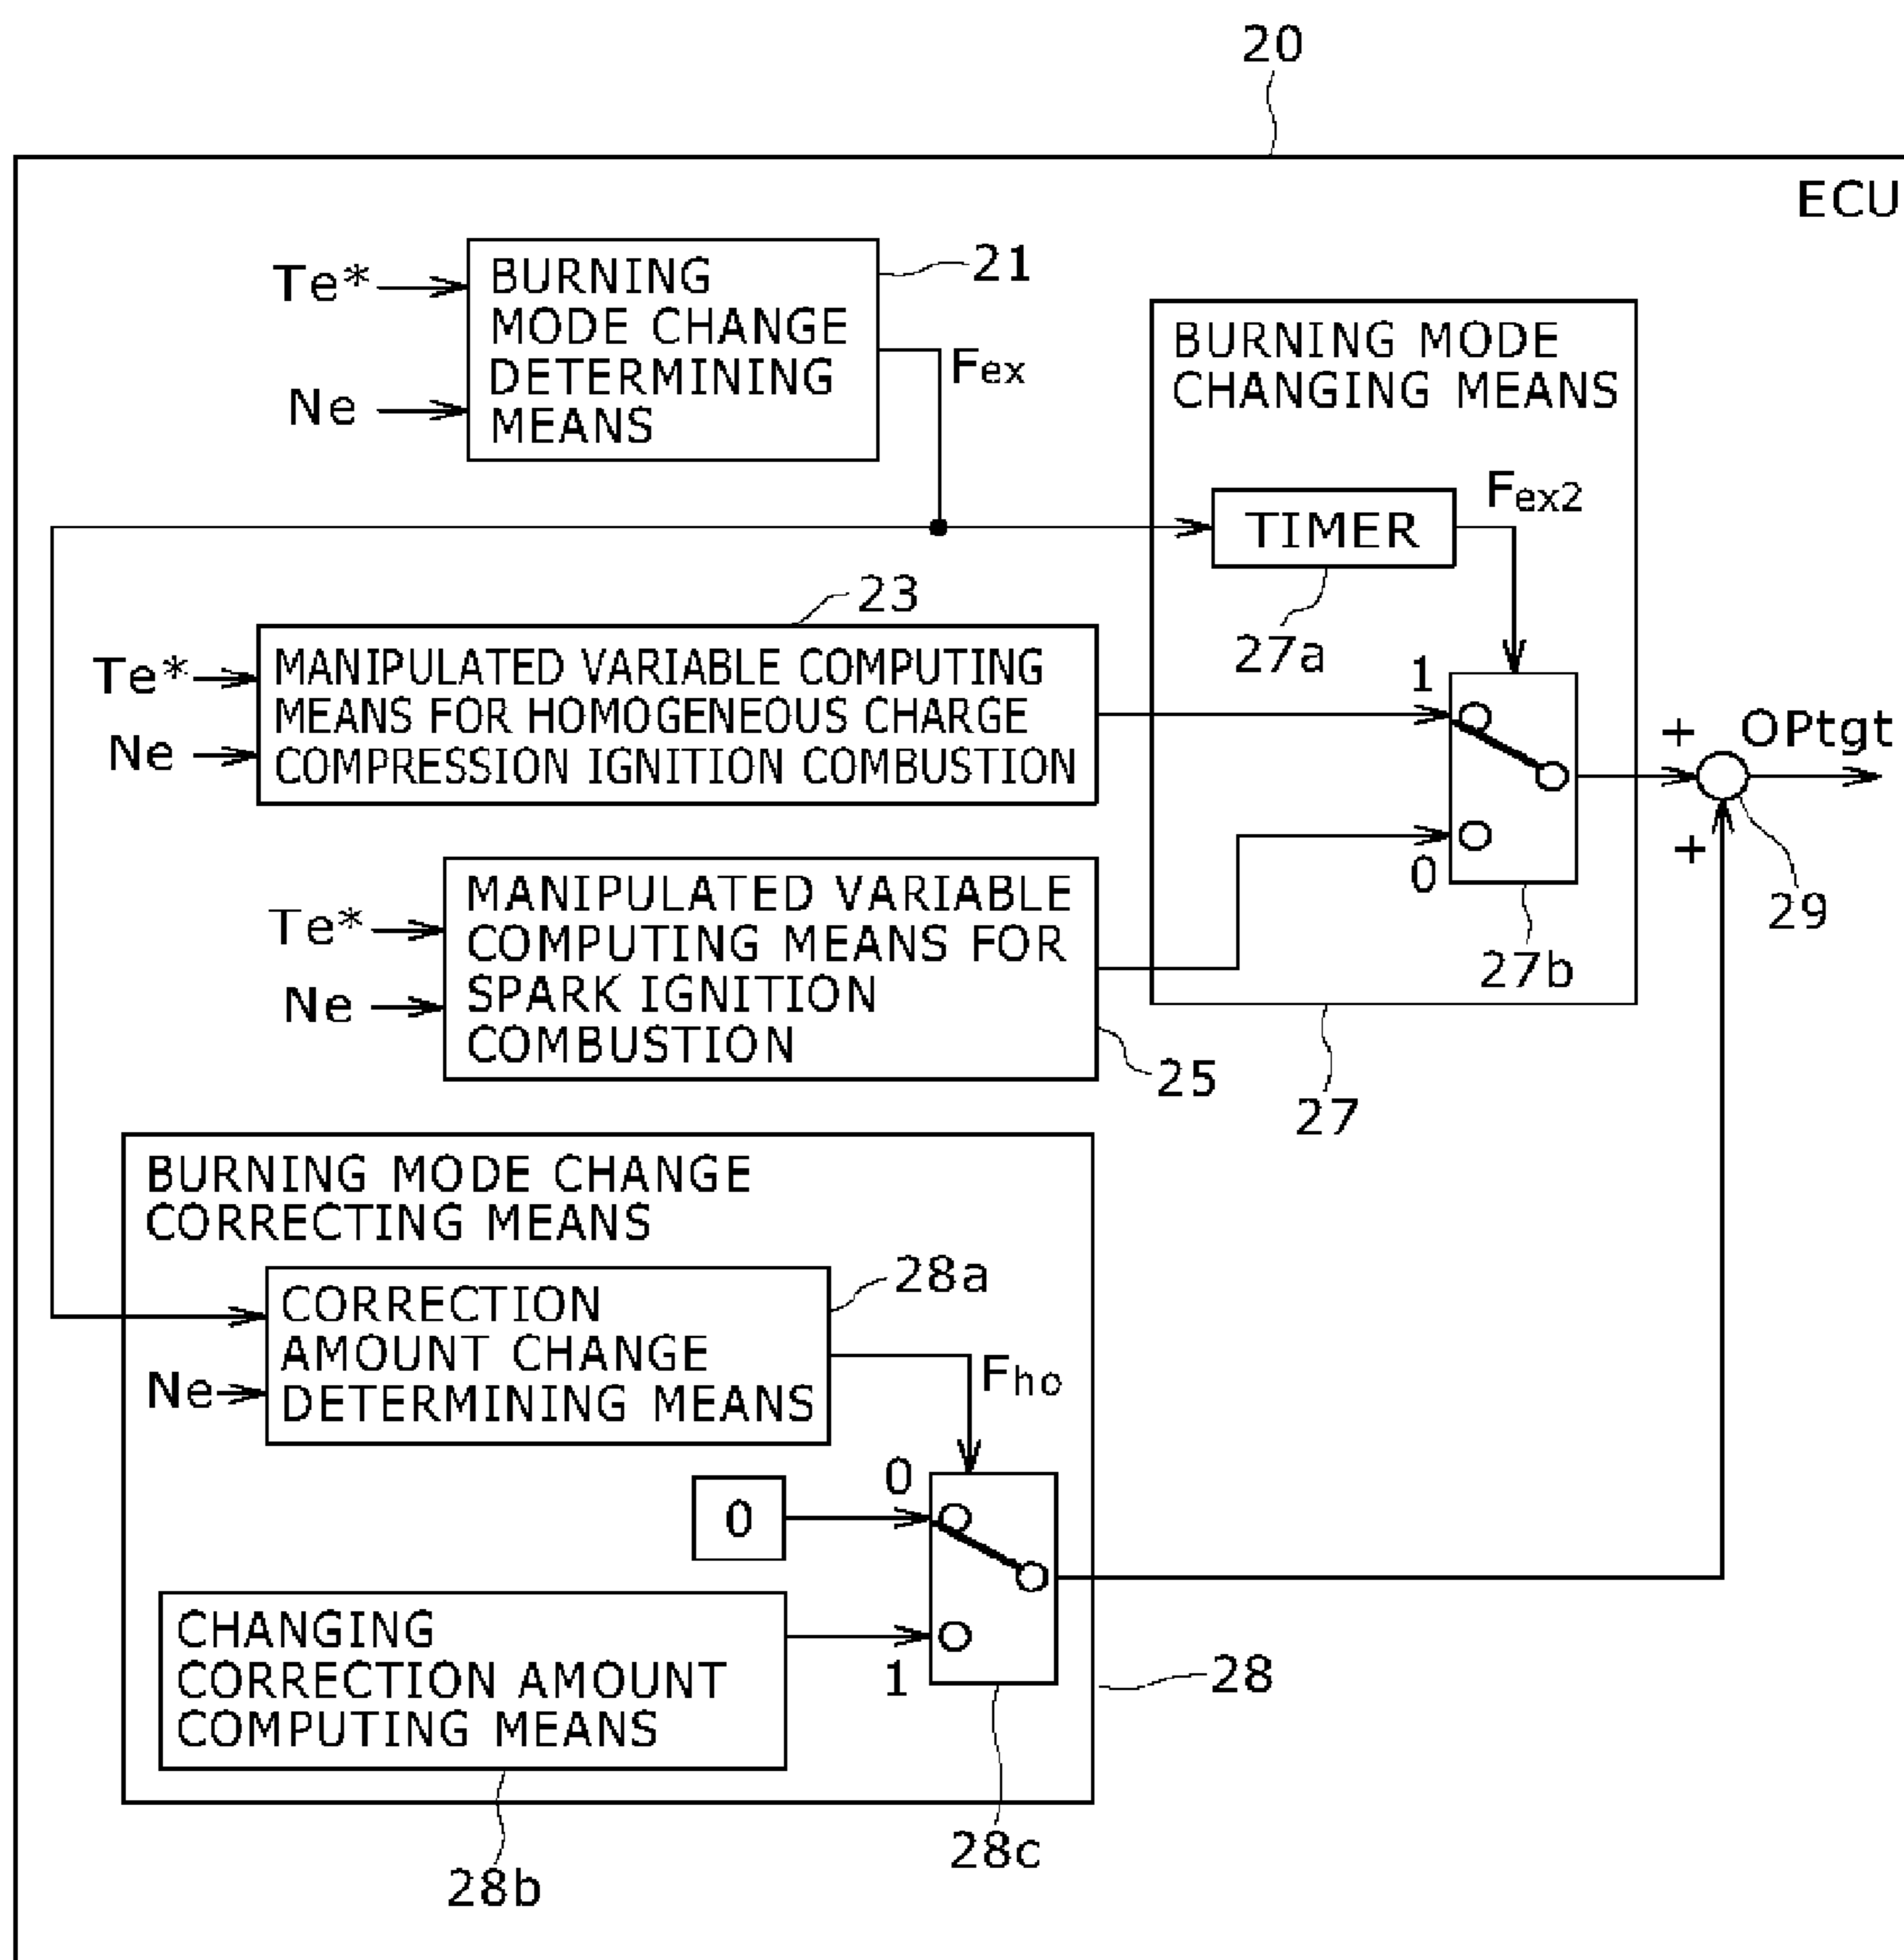 20
ECU
Te*
Ne
BURNING
MODE CHANGE
DETERMINING
MEANS
21
Fex
BURNING MODE
CHANGING MEANS
TIMER
Fex2
27a
23
Te*
Ne
MANIPULATED VARIABLE COMPUTING
MEANS FOR HOMOGENEOUS CHARGE
COMPRESSION IGNITION COMBUSTION
1
0
27b
+
+
OPtgt
29
Te*
Ne
MANIPULATED VARIABLE
COMPUTING MEANS FOR
SPARK IGNITION
COMBUSTION
25
27
BURNING MODE CHANGE
CORRECTING MEANS
28a
Ne
CORRECTION
AMOUNT CHANGE
DETERMINING MEANS
Fho
0
0
1
CHANGING
CORRECTION AMOUNT
COMPUTING MEANS
28
28b
28c